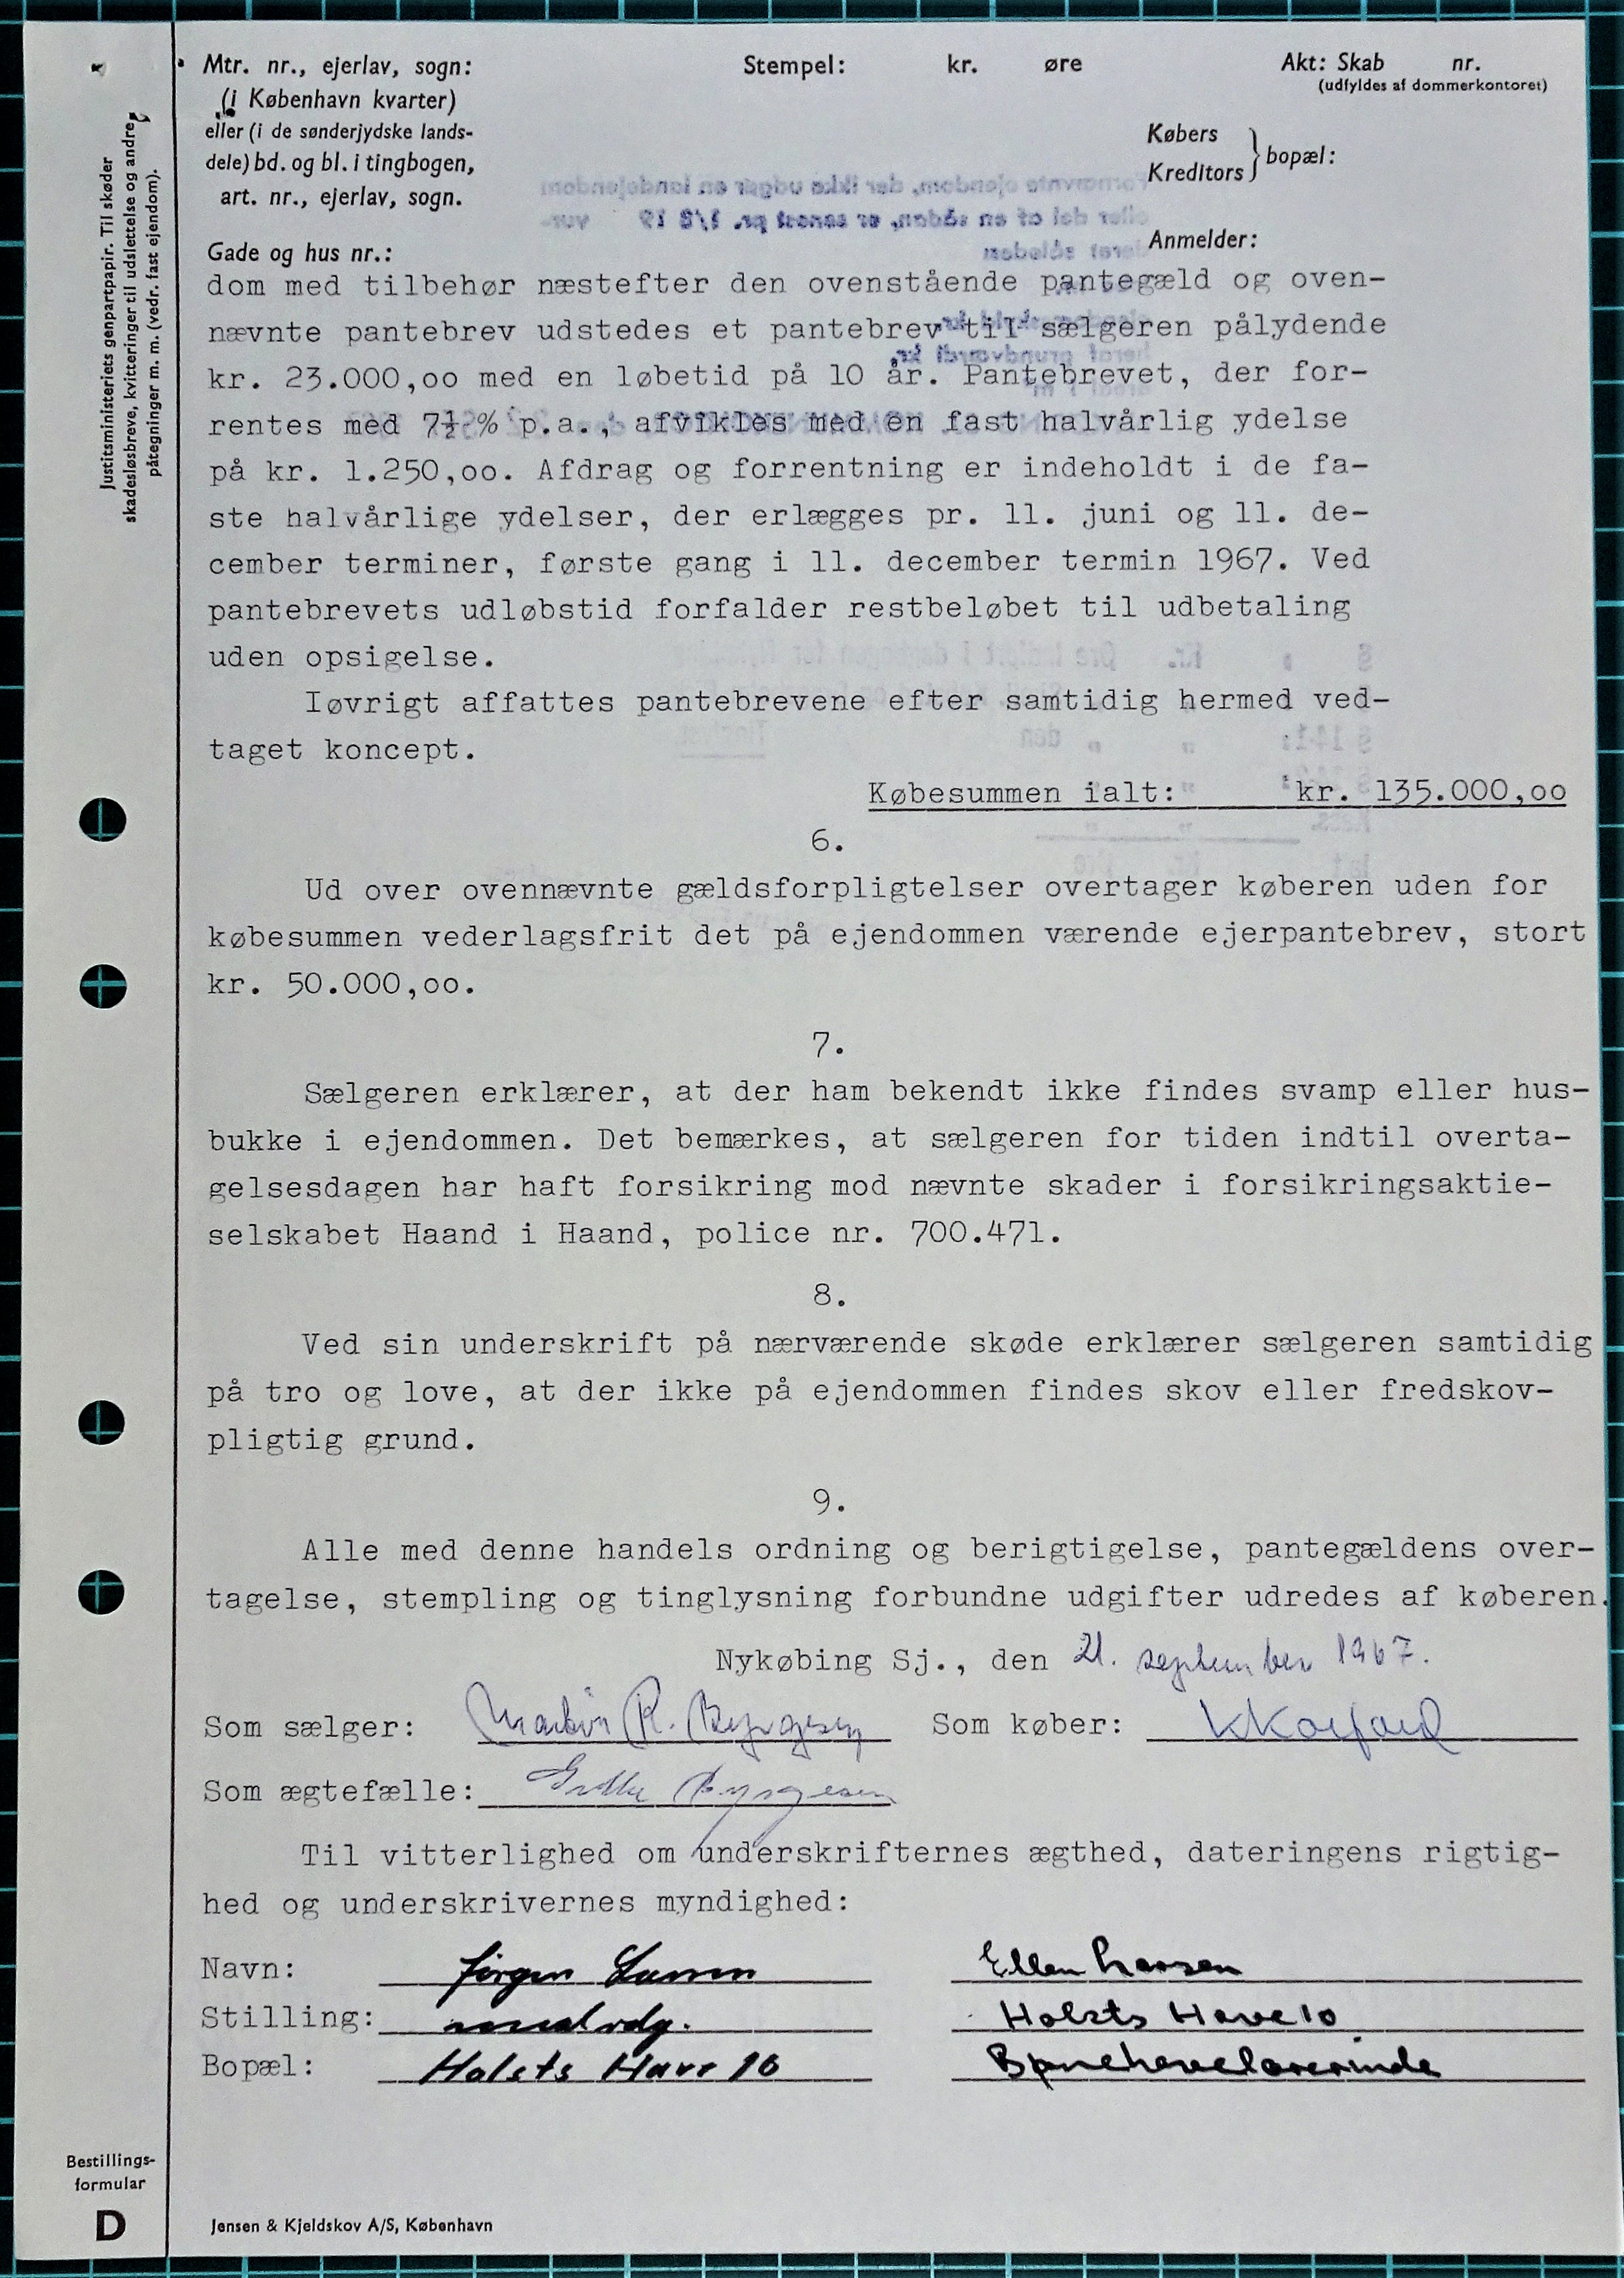 Mtr. nr., ejerlav, sogn:
(i København kvarter)
eller (i de sønderjydske lands-
dele) bd. og bl. i tingbogen,
art. nr., ejerlav, sogn.
Gade og hus nr.:
Stempel: kr. øre
Akt: Skab nr.
(udfyldes af dommerkontoret)
Købers
Kreditors } bopæl:
Anmelder:
Justitsministeriets genpartpapir. Til skøder
skadesløsbreve, kvitteringer til udslettelse og andre
påtegninger m. m. (vedr. fast ejendom).
dom med tilbehør næstefter den ovenstående pantegæld og oven-
nævnte pantebrev udstedes et pantebrev til sælgeren pålydende
kr. 23.000,oo med en løbetid på 10 år. Pantebrevet, der for-
rentes med 7½ % p.a., afvikles med en fast halvårlig ydelse
på kr. 1.250,oo. Afdrag og forrentning er indeholdt i de fa-
ste halvårlige ydelser, der erlægges pr. 11. juni og 11. de-
cember terminer, første gang i 11. december termin 1967. Ved
pantebrevets udløbstid forfalder restbeløbet til udbetaling
uden opsigelse.
Iøvrigt affattes pantebrevene efter samtidig hermed ved-
taget koncept.
Købesummen ialt: kr. 135.000,oo
6.
Ud over ovennævnte gældsforpligtelser overtager køberen uden for
købesummen vederlagsfrit det på ejendommen værende ejerpantebrev, stort
kr. 50.000,oo.
7.
Sælgeren erklærer, at der ham bekendt ikke findes svamp eller hus-
bukke i ejendommen. Det bemærkes, at sælgeren for tiden indtil overta-
gelsesdagen har haft forsikring mod nævnte skader i forsikringsaktie-
selskabet Haand i Haand, police nr. 700.471.
8.
Ved sin underskrift på nærværende skøde erklærer sælgeren samtidig
på tro og love, at der ikke på ejendommen findes skov eller fredskov-
pligtig grund.
9.
Alle med denne handels ordning og berigtigelse, pantegældens over-
tagelse, stempling og tinglysning forbundne udgifter udredes af køberen.
Nykøbing Sj., den 21. september 1967.
Som sælger: R. Som køber:
Som ægtefælle:
Til vitterlighed om underskrifternes ægthed, dateringens rigtig-
hed og underskrivernes myndighed:
Navn: Jørgen Larsen Ellen Larsen
Stilling: Holsts Have 10
Bopæl: Holsts Have 10 Børnehavelærerinde
Bestillings-
formular
D
Jensen & Kjeldskov A/S, København